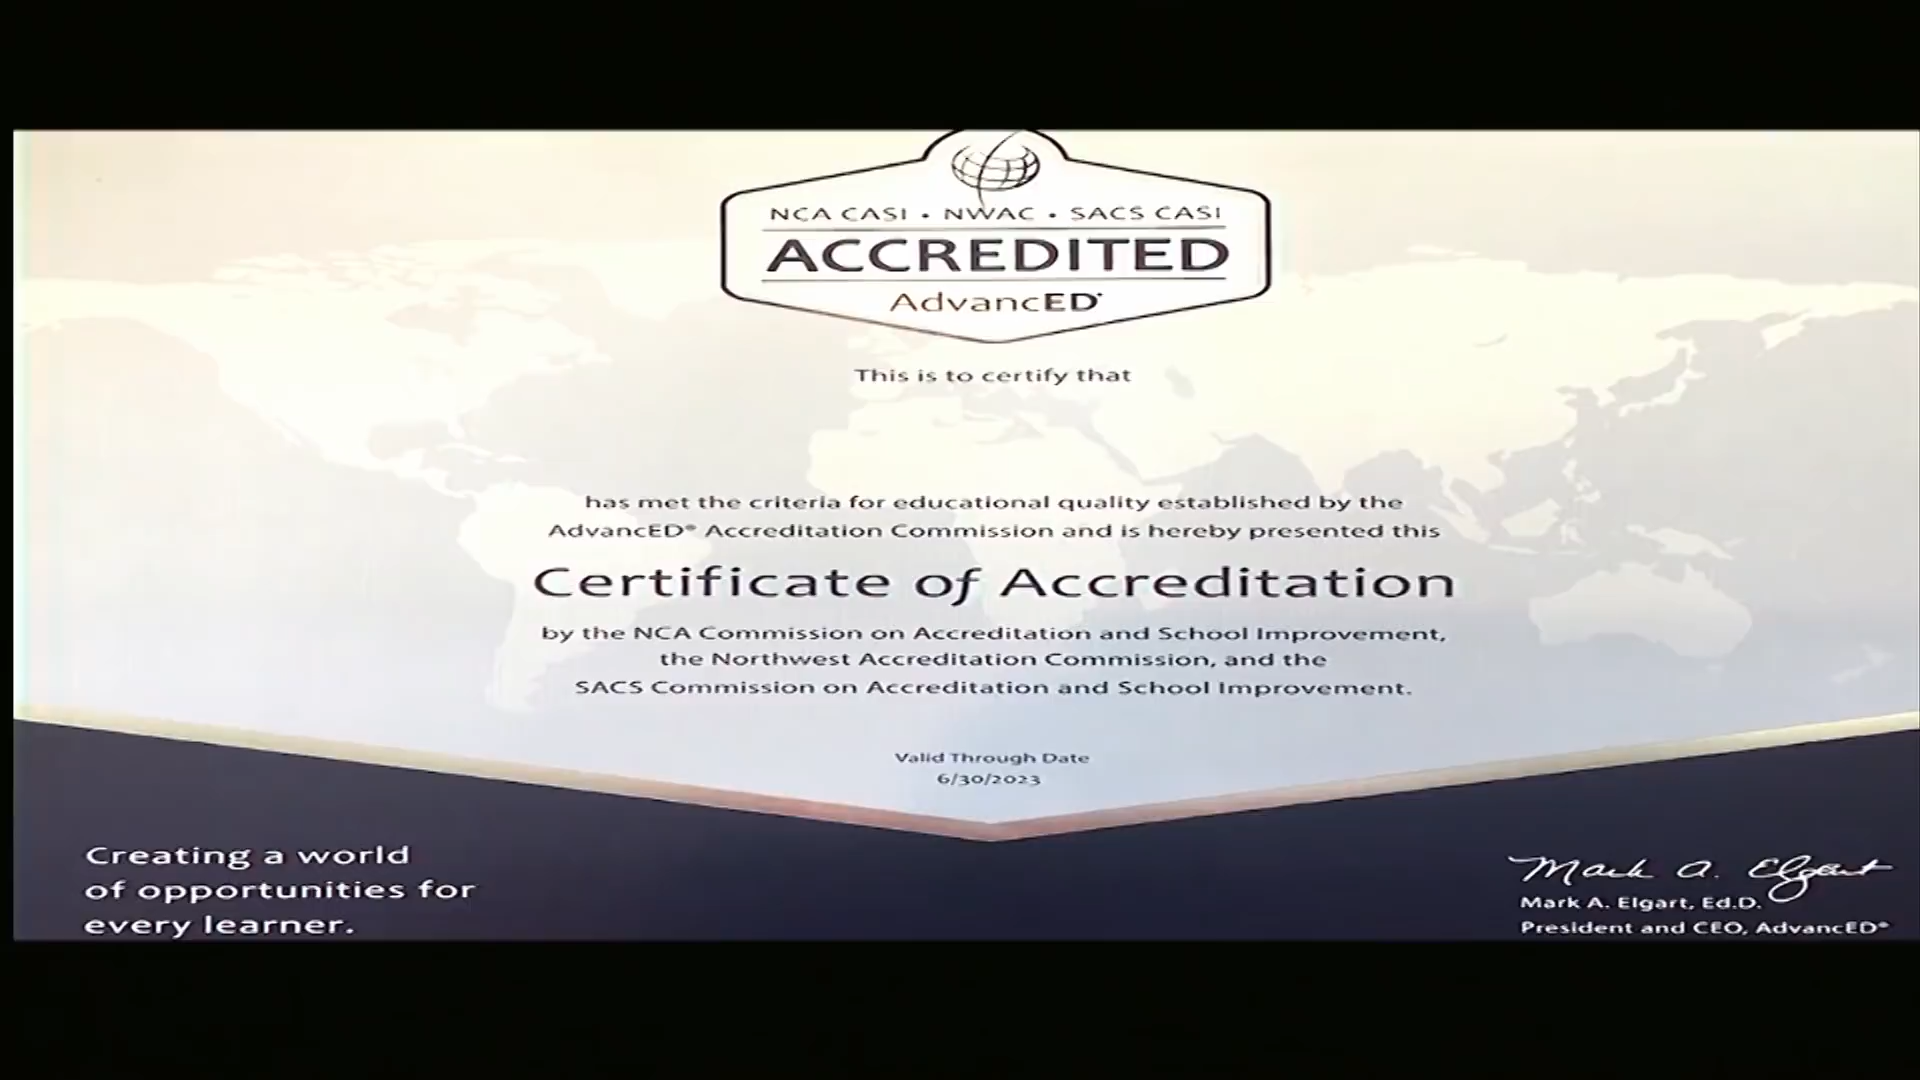 NCA CASI • NWAC • SACS CASI
ACCREDITED
AdvancED
This is to certify that
has met the criteria for educational quality established by the
AdvancED® Accreditation Commission and is hereby presented this
Certificate of Accreditation
by the NCA Commission on Accreditation and School Improvement,
the Northwest Accreditation Commission, and the
SACS Commission on Accreditation and School Improvement.
Valid Through Date
6/30/2023
Creating a world
of opportunities for
every learner.
Mark A. Elgart
Mark A. Elgart, Ed.D.
President and CEO, AdvancED®